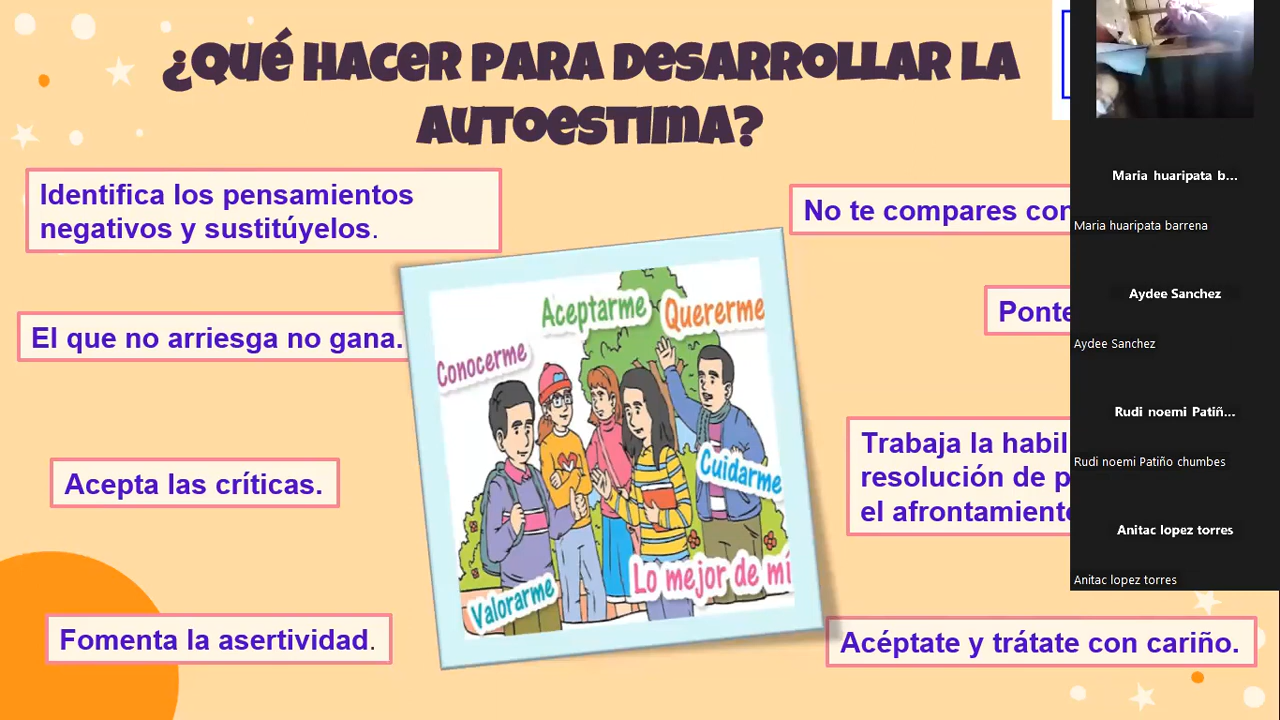 ¿Qué hacer para desarrollar la
autoestima?
Identifica los pensamientos
negativos y sustitúyelos.
El que no arriesga no gana.
Acepta las críticas.
Fomenta la asertividad.
Conocerme
Aceptarme
Quererme
Cuidarme
Valorarme
Lo mejor de mí
No te compares con
Ponte
Trabaja la habil
resolución de p
el afrontamiento
Acéptate y trátate con cariño.
Maria huaripata b...
Maria huaripata barrena
Aydee Sanchez
Aydee Sanchez
Rudi noemi Patiñ...
Rudi noemi Patiño chumbes
Anitac lopez torres
Anitac lopez torres